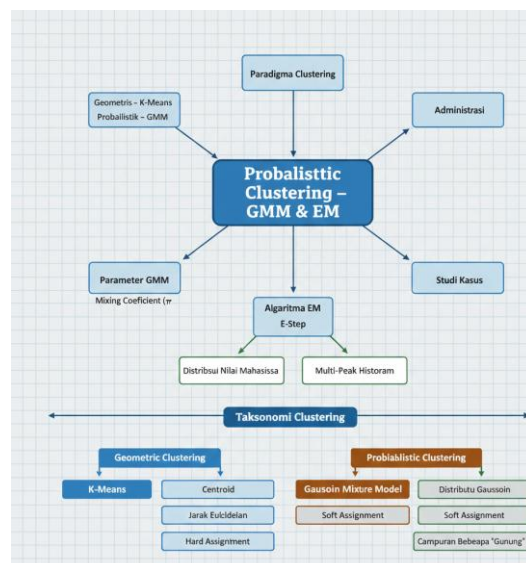 Paradigma Clustering
Geometris – K-Means
Probailistik – GMM
Administrasi
Probalisttic
Clustering –
GMM & EM
Parameter GMM
Mixing Coeficient (π
Studi Kasus
Algaritma EM
E-Step
Distribsui Nilai Mahasissa
Multi-Peak Historam
Taksonomi Clustering
Geometric Clustering
Probiablistic Clustering
K-Means
Centroid
Gausoin Mixture Model
Distributu Gaussoin
Jarak Eulcldelan
Soft Assignment
Soft Assignment
Hard Assignment
Campuran Bebeapa "Gunung"